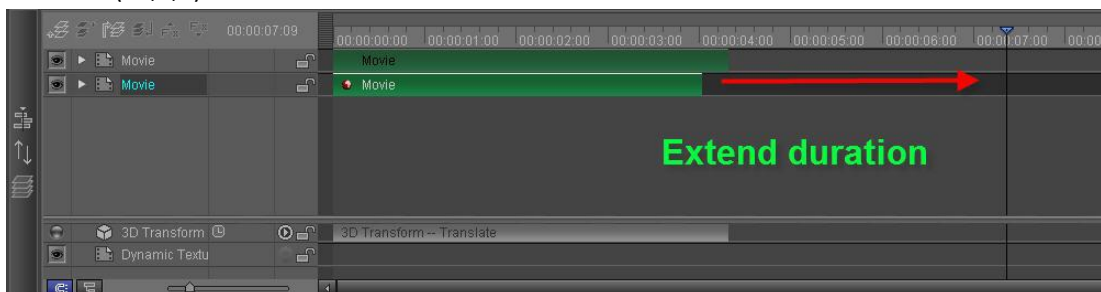 00:00:07:09
00:00:00:00 00:00:01:00 00:00:02:00 00:00:03:00 00:00:04:00 00:00:05:00 00:00:06:00 00:00:07:00 00:00
Movie Movie
Movie Movie
Extend duration
3D Transform 3D Transform -- Translate
Dynamic Textu